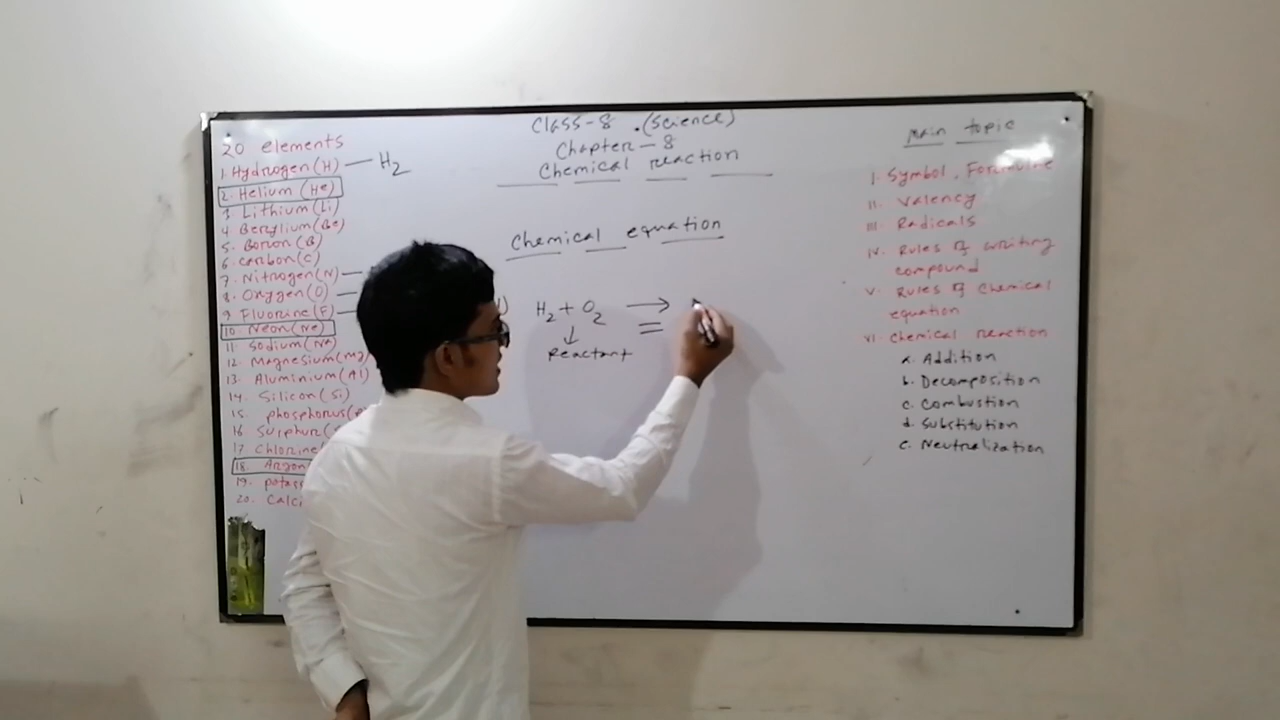 Class-8 .(Science)
Chapter-8
Chemical reaction
20 elements
1. Hydrogen(H) — H2
2. Helium (He)
3. Lithium(Li)
4 Berylium(Be)
5. Boron(B)
6. carbon(C)
7. Nitrogen(N) —
8. Oxygen(O) —
9. Fluorine(F) —
10. Neon(Ne)
11 Sodium(Na
12. Magnesium(Mg)
13. Aluminium(Al)
14. Silicon(Si)
15. phosphorus(
16. Sulphur(
17 Chlorine
18. Argon
19.
20.
Chemical equation
) H2 + O2 →
=
↓
Reactant
Main topic
I. Symbol,
II. Valency
III. Radicals
IV. Rules of writing
compound
V. Rules of Chemical
equation
VI. Chemical reaction
a. Addition
b. Decomposition
c. Combustion
d. Substitution
e. Neutralization